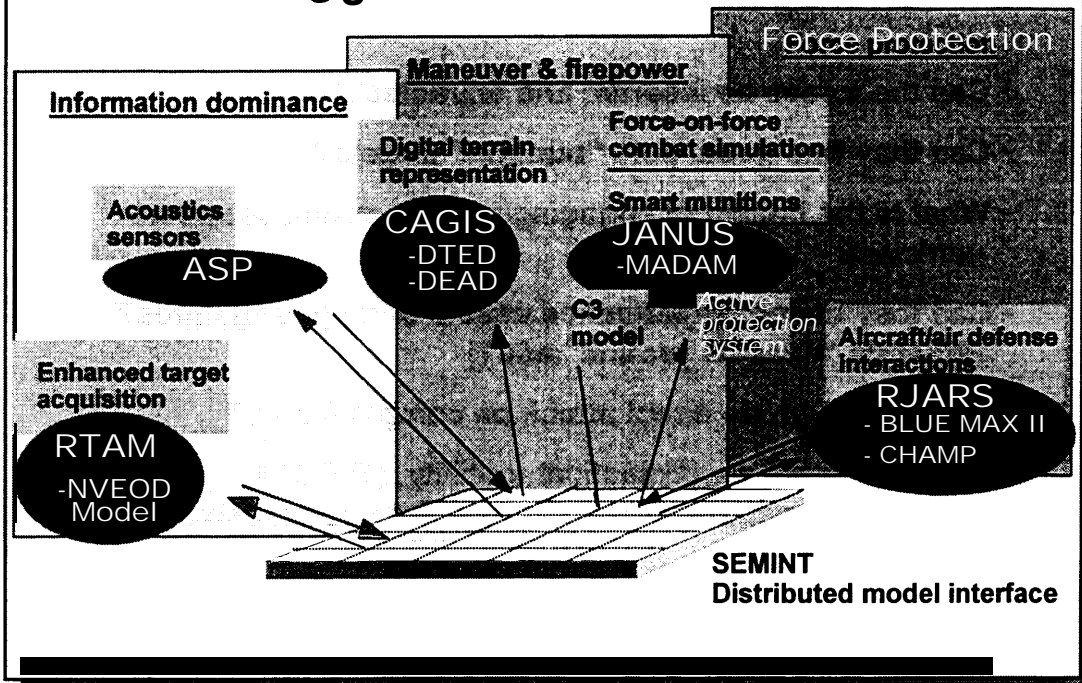 Force Protection
Maneuver & firepower
Information dominance
Force-on-force
combat simulation
Digital terrain
representation
Smart munitions
Acoustics
sensors
CAGIS
-DTED
-DEAD
JANUS
-MADAM
ASP
C3
model
Active
protection
system
Aircraft/air defense
interactions
Enhanced target
acquisition
RJARS
- BLUE MAX II
- CHAMP
RTAM
-NVEOD
Model
SEMINT
Distributed model interface